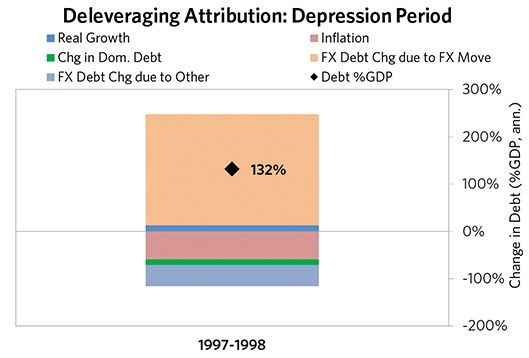 Deleveraging Attribution: Depression Period
Real Growth
Inflation
Chg in Dom. Debt
FX Debt Chg due to FX Move
FX Debt Chg due to Other
Debt %GDP
300%
200%
100%
0%
-100%
-200%
Change in Debt (%GDP, ann.)
132%
1997-1998